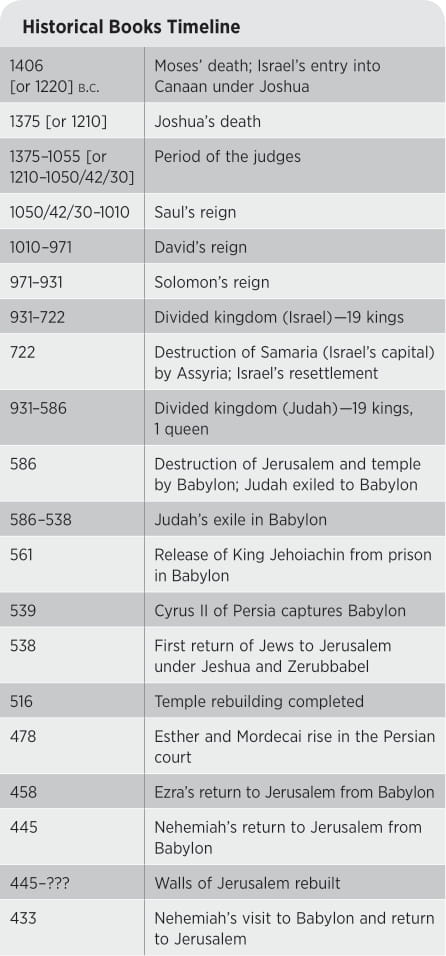 Historical Books Timeline
1406 Moses’ death; Israel’s entry into
[or 1220] B.C. Canaan under Joshua
1375 [or 1210] Joshua’s death
1375–1055 [or Period of the judges
1210–1050/42/30]
1050/42/30–1010 Saul’s reign
1010–971 David’s reign
971–931 Solomon’s reign
931–722 Divided kingdom (Israel)—19 kings
722 Destruction of Samaria (Israel’s capital)
by Assyria; Israel’s resettlement
931–586 Divided kingdom (Judah)—19 kings,
1 queen
586 Destruction of Jerusalem and temple
by Babylon; Judah exiled to Babylon
586–538 Judah’s exile in Babylon
561 Release of King Jehoiachin from prison
in Babylon
539 Cyrus II of Persia captures Babylon
538 First return of Jews to Jerusalem
under Jeshua and Zerubbabel
516 Temple rebuilding completed
478 Esther and Mordecai rise in the Persian
court
458 Ezra’s return to Jerusalem from Babylon
445 Nehemiah’s return to Jerusalem from
Babylon
445–??? Walls of Jerusalem rebuilt
433 Nehemiah’s visit to Babylon and return
to Jerusalem